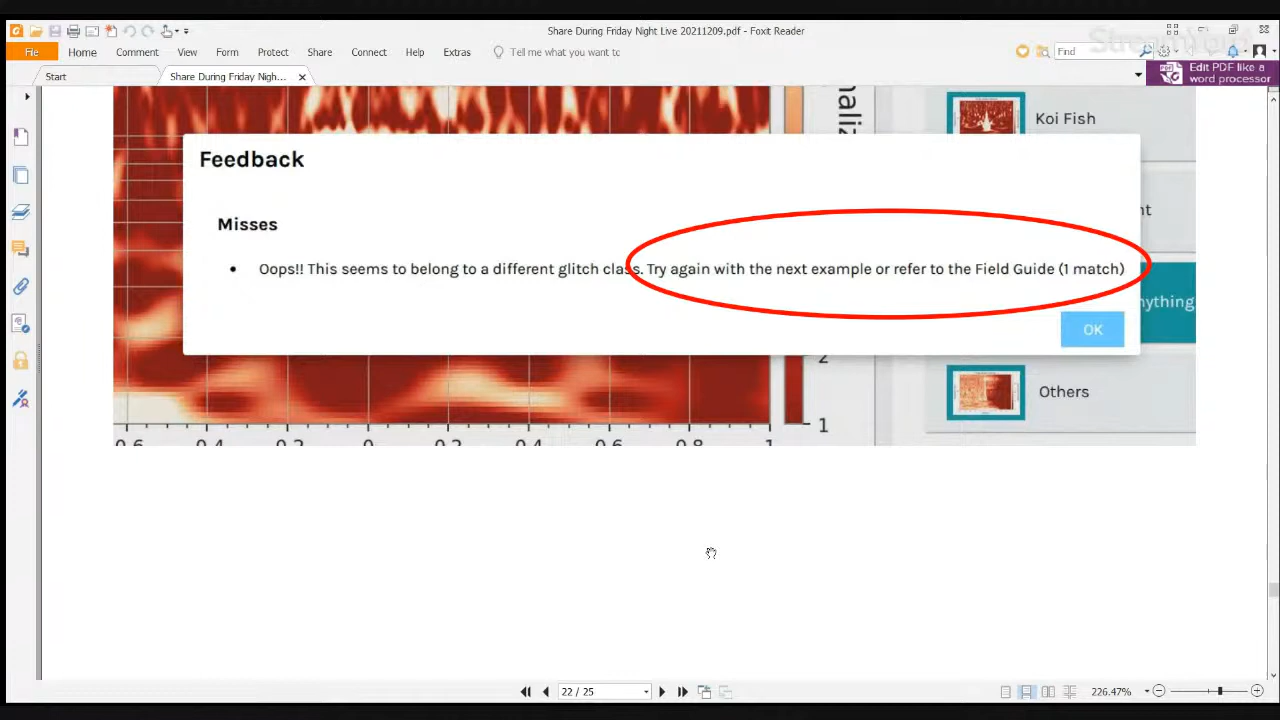 Share During Friday Night Live 20211209.pdf - Foxit Reader
StreamYard
File Home Comment View Form Protect Share Connect Help Extras Tell me what you want to Find
Start Share During Friday Nigh... Edit PDF like a
word processor
Koi Fish
Feedback
Misses
Oops!! This seems to belong to a different glitch class. Try again with the next example or refer to the Field Guide (1 match)
OK
2
Others
1
0.6 0.4 0.2 0 0.2 0.4 0.6 0.8 1
22 / 25
226.47%